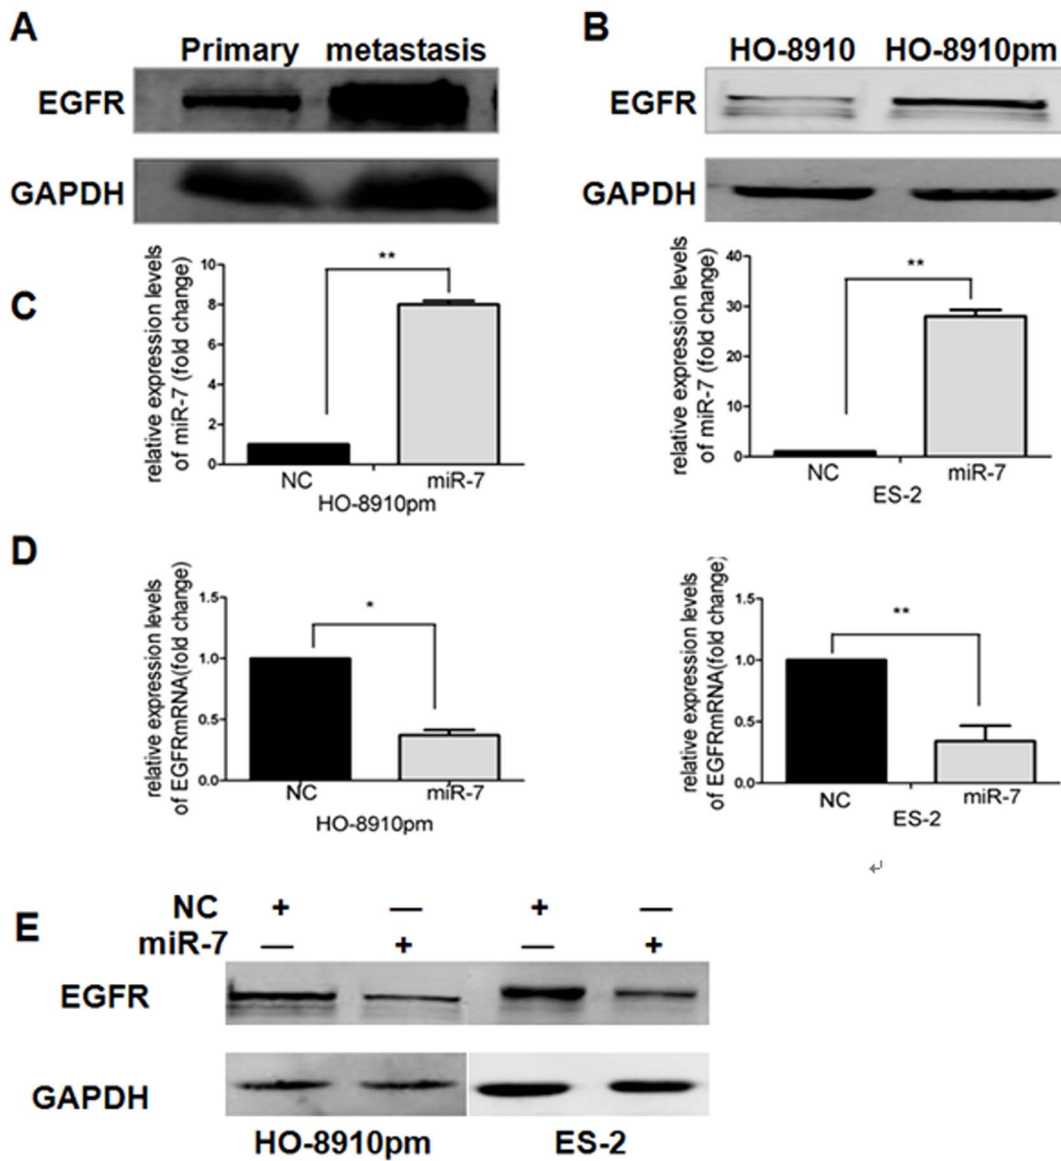 A
Primary metastasis
EGFR
GAPDH
B
HO-8910 HO-8910pm
EGFR
GAPDH
C
relative expression levels
of miR-7 (fold change)
10
8
6
4
2
0
**
NC miR-7
HO-8910pm
relative expression levels
of miR-7 (fold change)
40
30
20
10
0
**
NC miR-7
ES-2
D
relative expression levels
of EGFRmRNA(fold change)
1.5
1.0
0.5
0.0
*
NC miR-7
HO-8910pm
relative expression levels
of EGFRmRNA(fold change)
1.5
1.0
0.5
0.0
**
NC miR-7
ES-2
↵
E
NC + — + —
miR-7 — + — +
EGFR
GAPDH
HO-8910pm ES-2